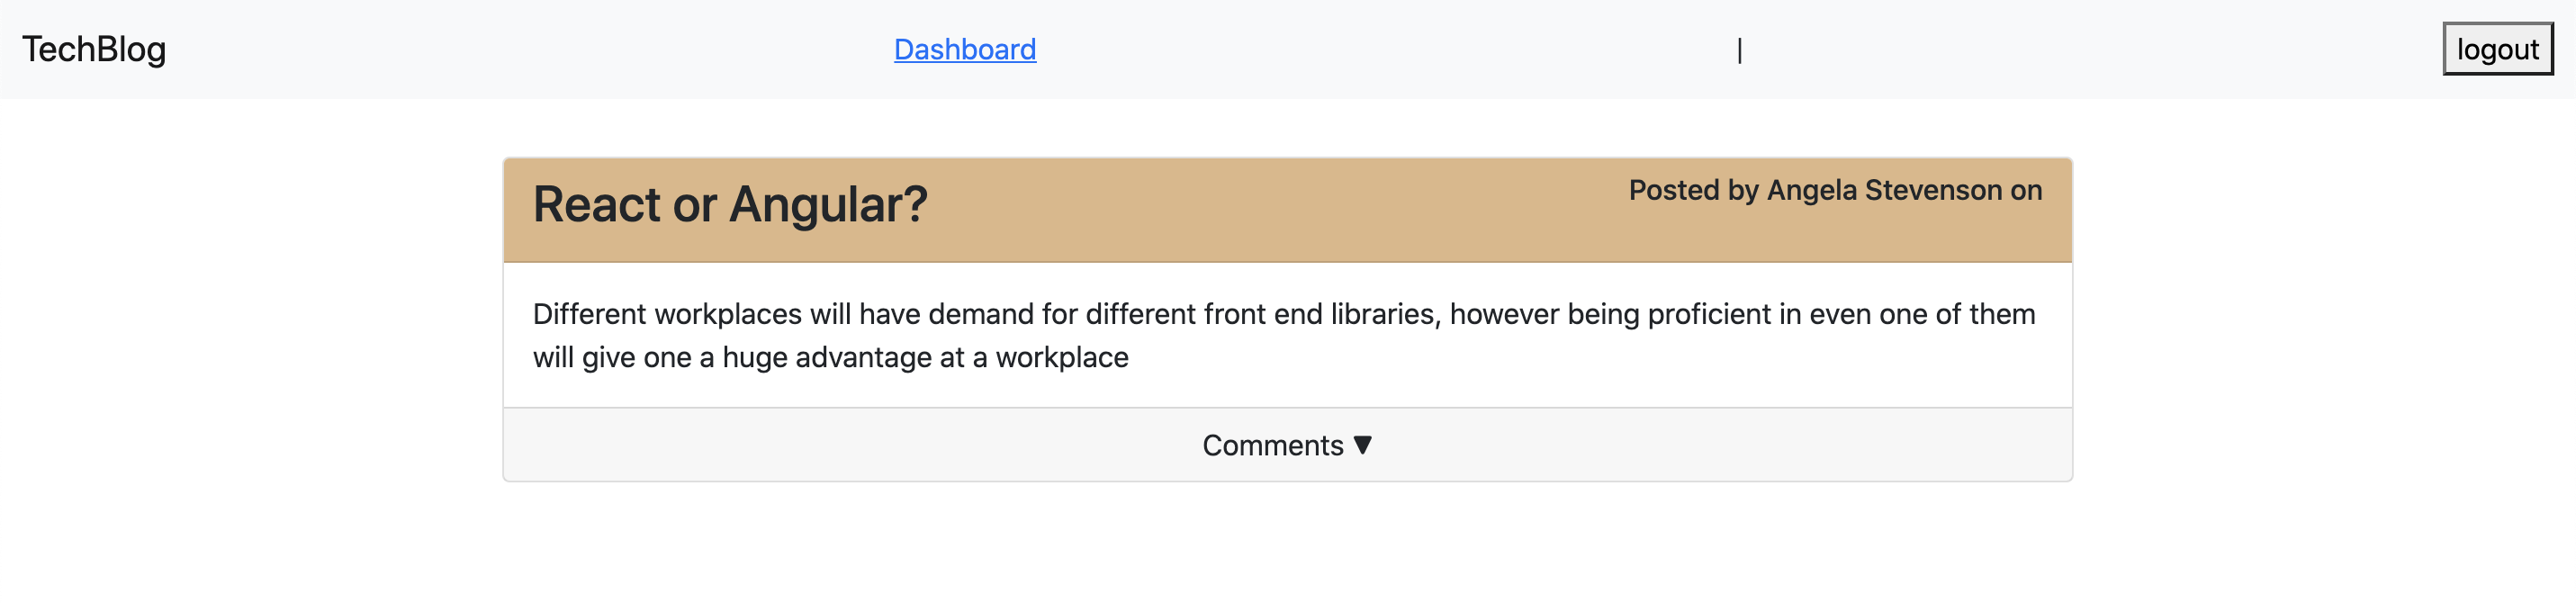 TechBlog
Dashboard
|
logout
React or Angular?
Posted by Angela Stevenson on
Different workplaces will have demand for different front end libraries, however being proficient in even one of them
will give one a huge advantage at a workplace
Comments ▼